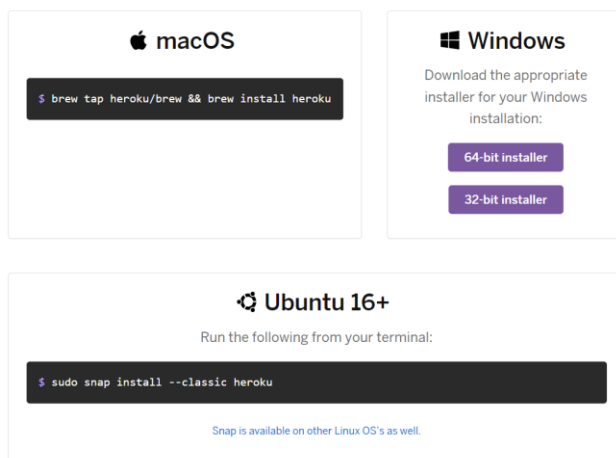 macOS
$ brew tap heroku/brew && brew install heroku
Windows
Download the appropriate
installer for your Windows
installation:
64-bit installer
32-bit installer
Ubuntu 16+
Run the following from your terminal:
$ sudo snap install --classic heroku
Snap is available on other Linux OS's as well.